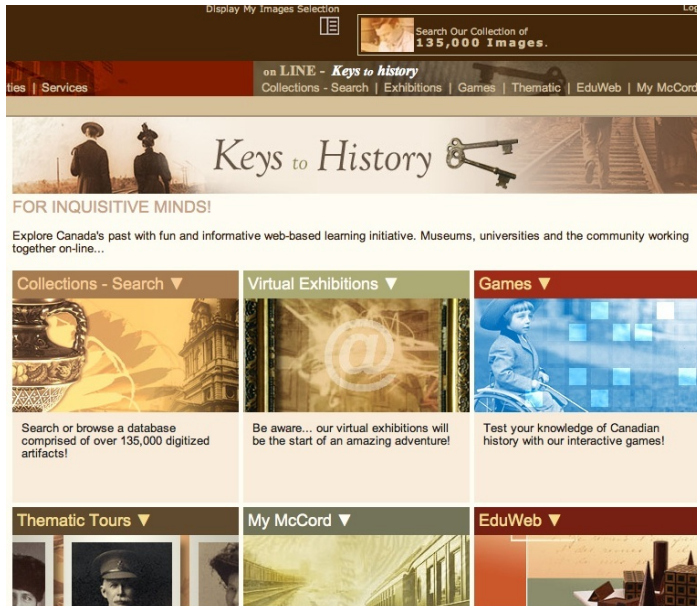 Display My Images Selection
Search Our Collection of
135,000 Images.
on LINE - Keys to history
ties | Services
Collections - Search | Exhibitions | Games | Thematic | EduWeb | My McCord
Keys to History
FOR INQUISITIVE MINDS!
Explore Canada's past with fun and informative web-based learning initiative. Museums, universities and the community working
together on-line...
Collections - Search ▼
Virtual Exhibitions ▼
Games ▼
@
Search or browse a database
comprised of over 135,000 digitized
artifacts!
Be aware... our virtual exhibitions will
be the start of an amazing adventure!
Test your knowledge of Canadian
history with our interactive games!
Thematic Tours ▼
My McCord ▼
EduWeb ▼